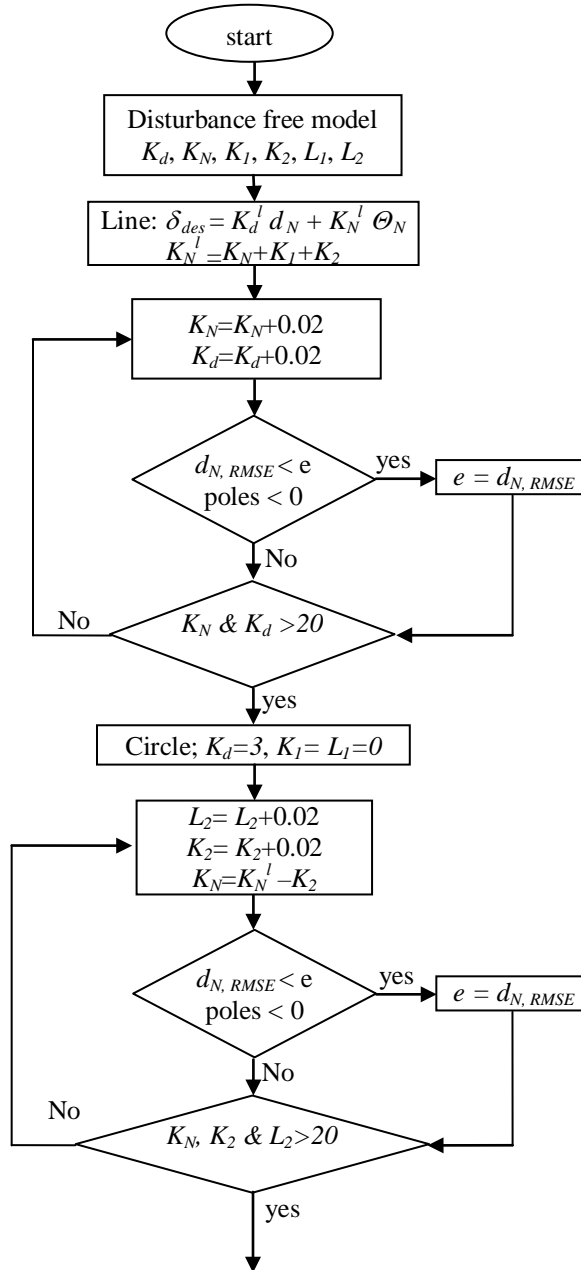 start
Disturbance free model
K_d, K_N, K_1, K_2, L_1, L_2
Line: δ_des = K_d^l d_N + K_N^l Θ_N
K_N^l = K_N+K_1+K_2
K_N=K_N+0.02
K_d=K_d+0.02
d_N, RMSE < e
poles < 0
yes
e = d_N, RMSE
No
K_N & K_d >20
No
yes
Circle; K_d=3, K_1= L_1=0
L_2= L_2+0.02
K_2= K_2+0.02
K_N=K_N^l –K_2
d_N, RMSE < e
poles < 0
yes
e = d_N, RMSE
No
No
K_N, K_2 & L_2>20
yes